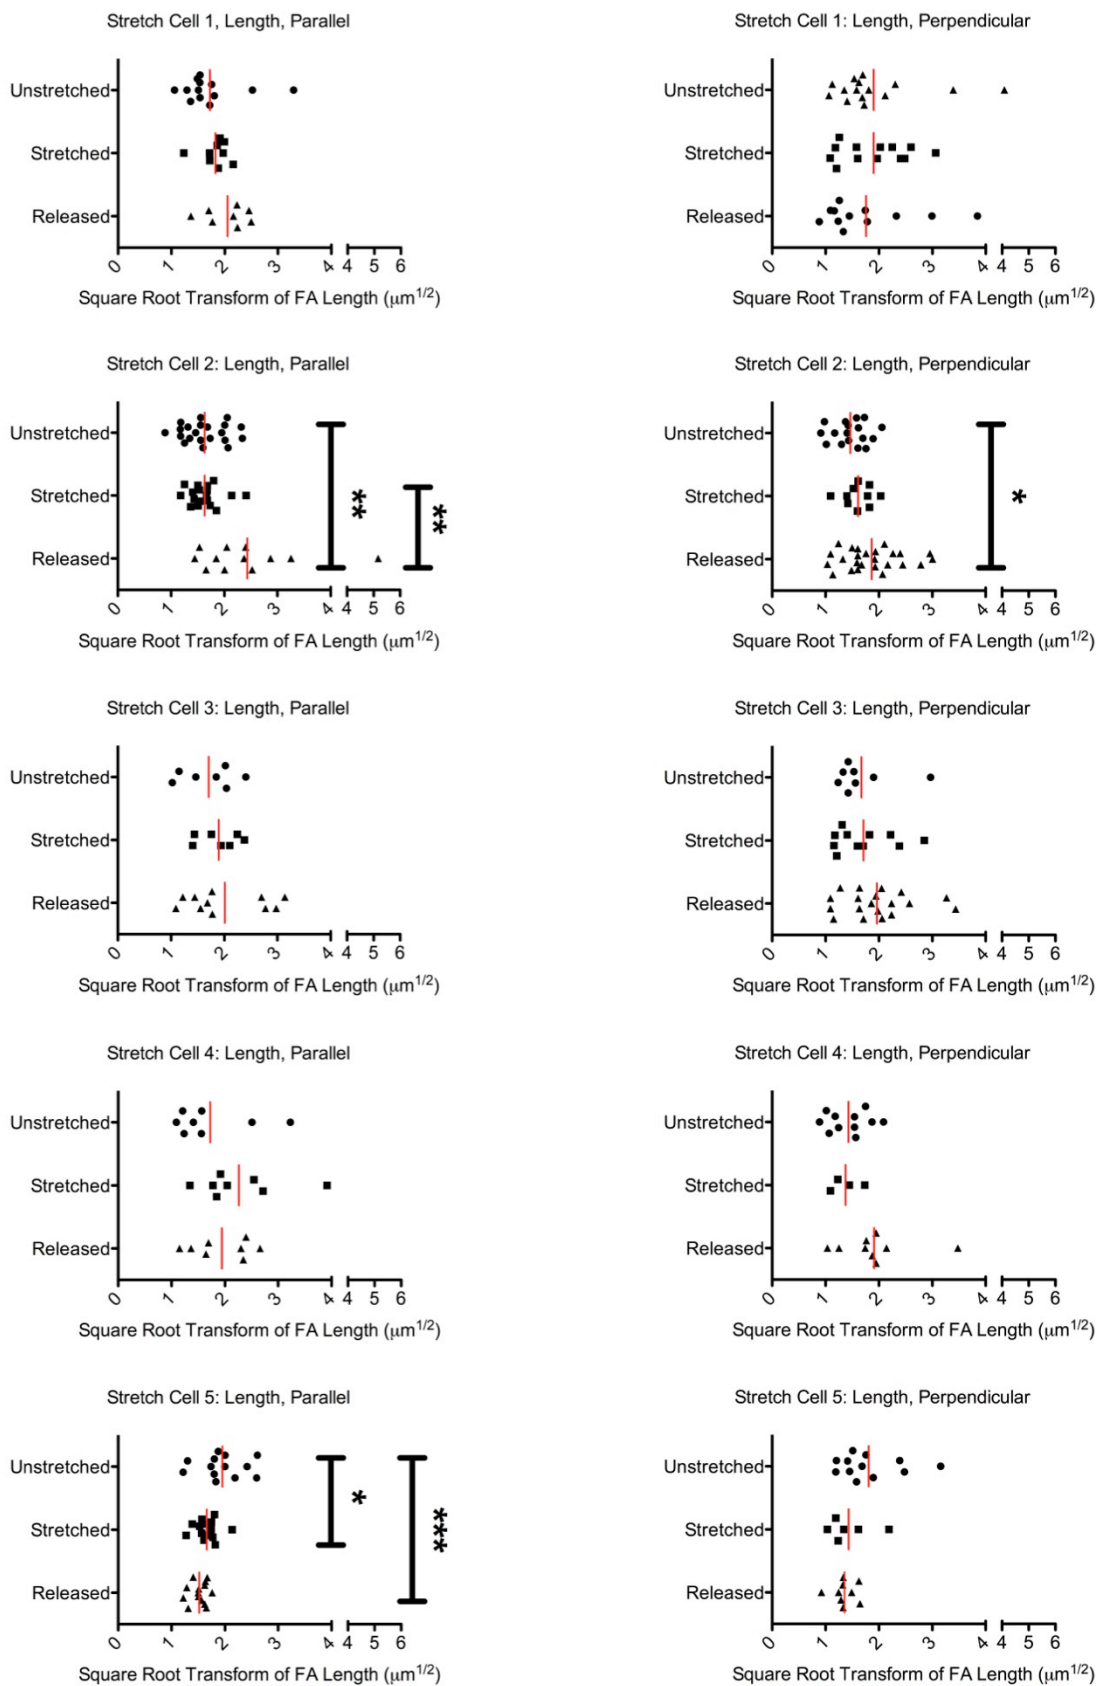 Stretch Cell 1, Length, Parallel
Unstretched
Stretched
Released
0 1 2 3 4 4 5 6
Square Root Transform of FA Length (μm1/2)
Stretch Cell 1: Length, Perpendicular
Unstretched
Stretched
Released
0 1 2 3 4 4 5 6
Square Root Transform of FA Length (μm1/2)
Stretch Cell 2: Length, Parallel
Unstretched
Stretched
Released
**
**
0 1 2 3 4 4 5 6
Square Root Transform of FA Length (μm1/2)
Stretch Cell 2: Length, Perpendicular
Unstretched
Stretched
Released
*
0 1 2 3 4 4 5 6
Square Root Transform of FA Length (μm1/2)
Stretch Cell 3: Length, Parallel
Unstretched
Stretched
Released
0 1 2 3 4 4 5 6
Square Root Transform of FA Length (μm1/2)
Stretch Cell 3: Length, Perpendicular
Unstretched
Stretched
Released
0 1 2 3 4 4 5 6
Square Root Transform of FA Length (μm1/2)
Stretch Cell 4: Length, Parallel
Unstretched
Stretched
Released
0 1 2 3 4 4 5 6
Square Root Transform of FA Length (μm1/2)
Stretch Cell 4: Length, Perpendicular
Unstretched
Stretched
Released
0 1 2 3 4 4 5 6
Square Root Transform of FA Length (μm1/2)
Stretch Cell 5: Length, Parallel
Unstretched
Stretched
Released
*
***
0 1 2 3 4 4 5 6
Square Root Transform of FA Length (μm1/2)
Stretch Cell 5: Length, Perpendicular
Unstretched
Stretched
Released
0 1 2 3 4 4 5 6
Square Root Transform of FA Length (μm1/2)